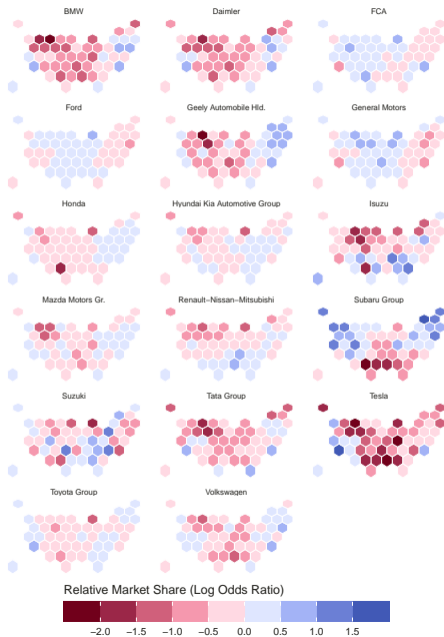 BMW
Daimler
FCA
Ford
Geely Automobile Hld.
General Motors
Honda
Hyundai Kia Automotive Group
Isuzu
Mazda Motors Gr.
Renault−Nissan−Mitsubishi
Subaru Group
Suzuki
Tata Group
Tesla
Toyota Group
Volkswagen
Relative Market Share (Log Odds Ratio)
−2.0 −1.5 −1.0 −0.5 0.0 0.5 1.0 1.5